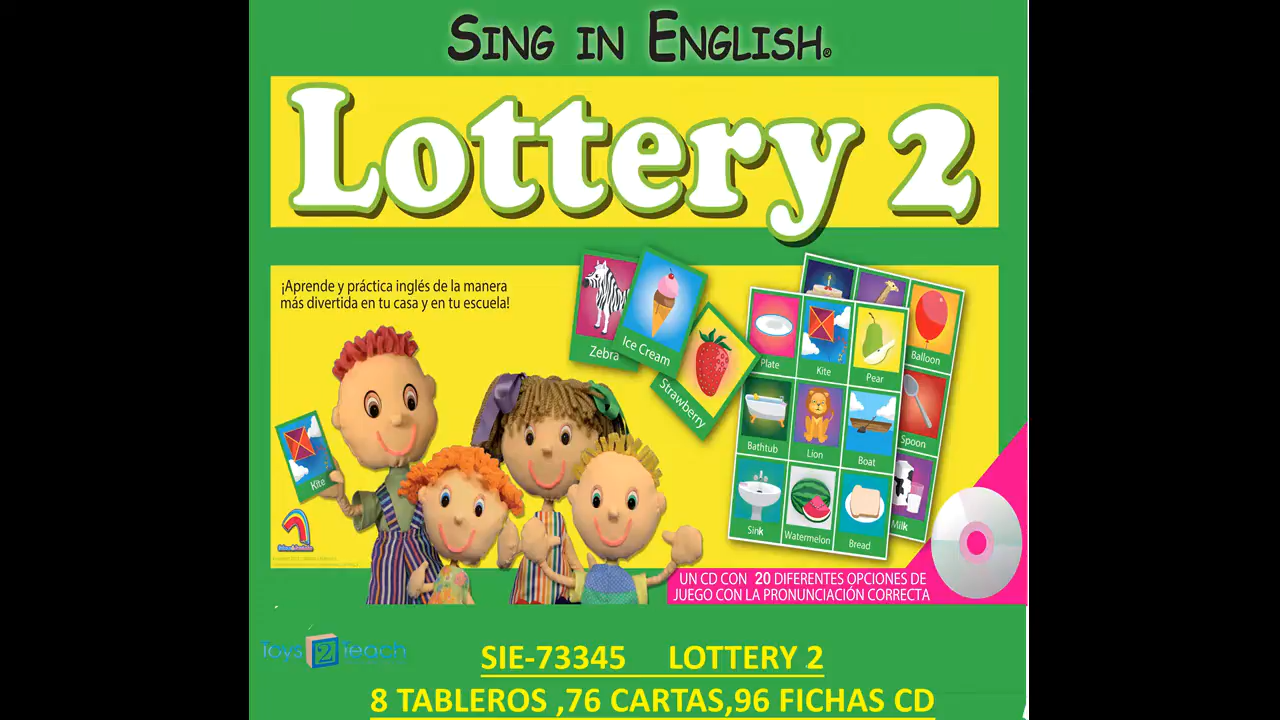 SING IN ENGLISH®
Lottery 2
¡Aprende y práctica inglés de la manera
más divertida en tu casa y en tu escuela!
Zebra
Ice Cream
Strawberry
Kite
Plate
Kite
Pear
Balloon
Bathtub
Lion
Boat
Spoon
Sink
Watermelon
Bread
Milk
UN CD CON 20 DIFERENTES OPCIONES DE
JUEGO CON LA PRONUNCIACIÓN CORRECTA
Toys 2 Teach
SIE-73345 LOTTERY 2
8 TABLEROS ,76 CARTAS,96 FICHAS CD